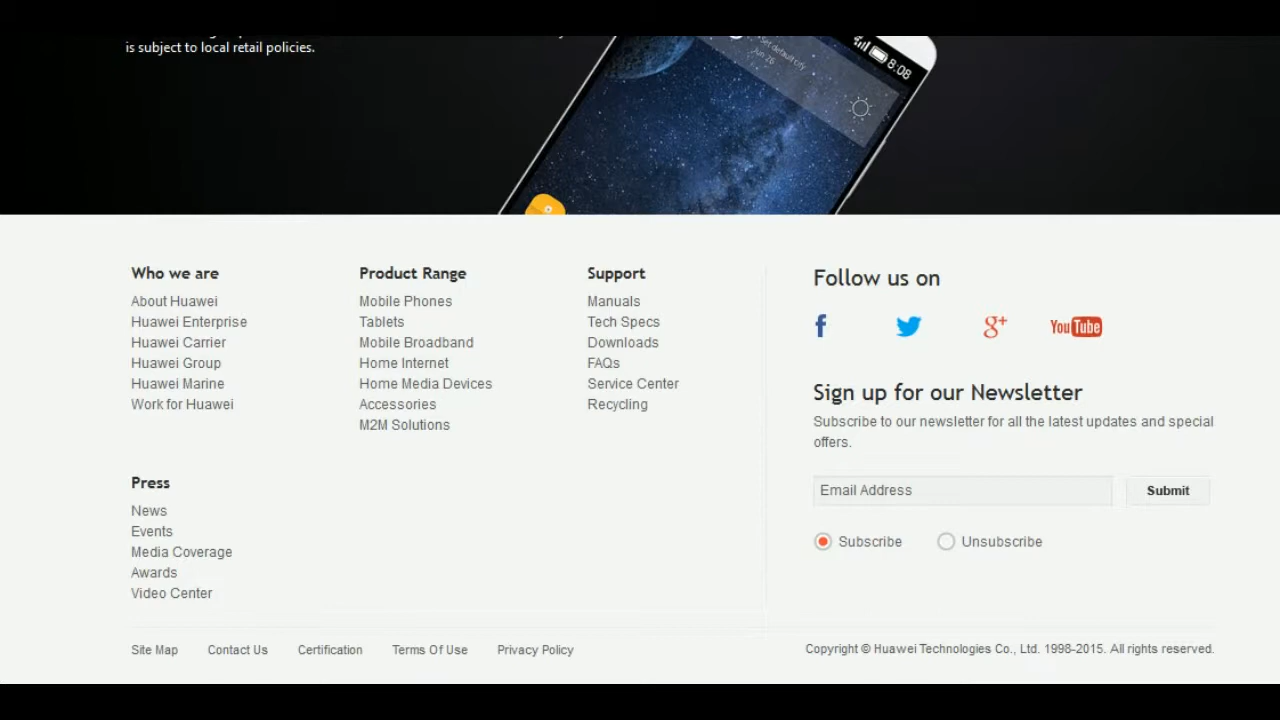 is subject to local retail policies.
8:08
Jun 26
Who we are
About Huawei
Huawei Enterprise
Huawei Carrier
Huawei Group
Huawei Marine
Work for Huawei
Product Range
Mobile Phones
Tablets
Mobile Broadband
Home Internet
Home Media Devices
Accessories
M2M Solutions
Support
Manuals
Tech Specs
Downloads
FAQs
Service Center
Recycling
Press
News
Events
Media Coverage
Awards
Video Center
Follow us on
f
g+
YouTube
Sign up for our Newsletter
Subscribe to our newsletter for all the latest updates and special
offers.
Email Address
Submit
Subscribe
Unsubscribe
Site Map
Contact Us
Certification
Terms Of Use
Privacy Policy
Copyright © Huawei Technologies Co., Ltd. 1998-2015. All rights reserved.